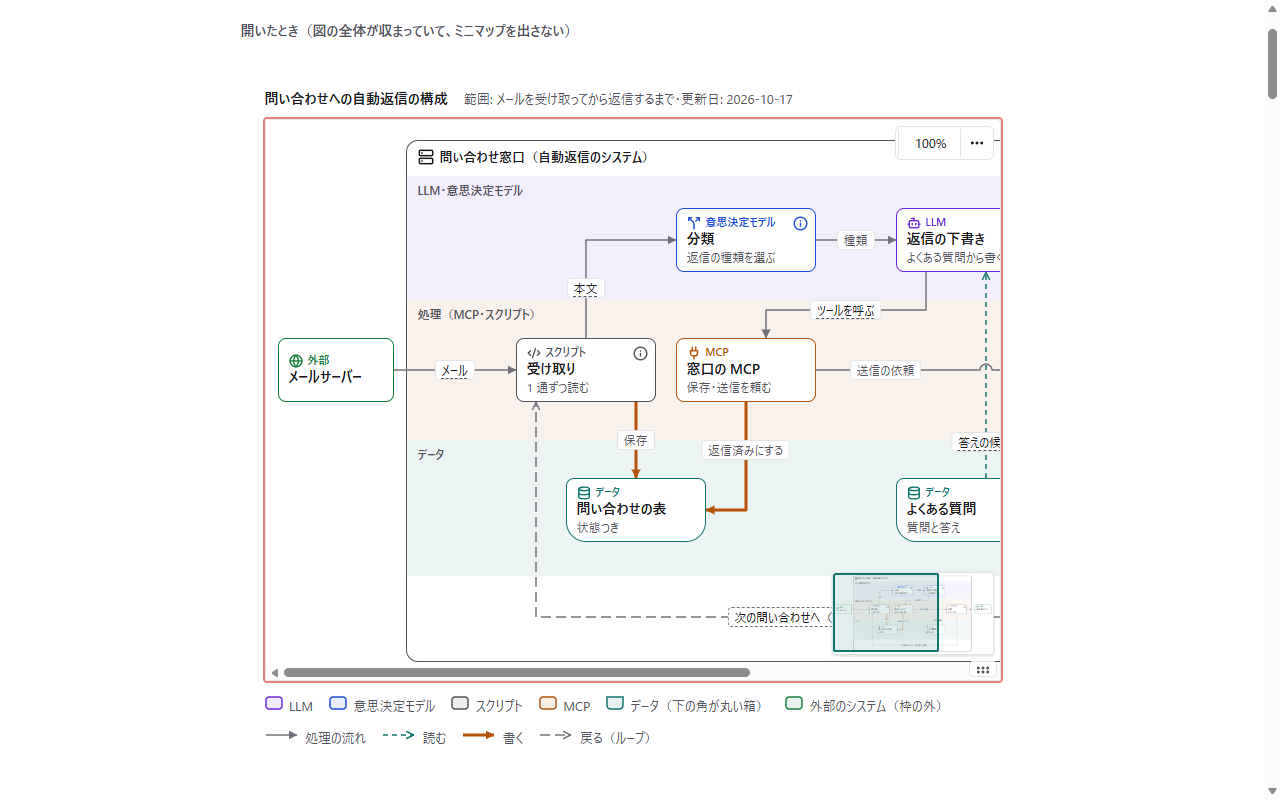 開いたとき（図の全体が収まっていて、ミニマップを出さない）
問い合わせへの自動返信の構成 範囲: メールを受け取ってから返信するまで・更新日: 2026-10-17
100%
問い合わせ窓口（自動返信のシステム）
LLM・意思決定モデル
意思決定モデル
分類
返信の種類を選ぶ
種類
LLM
返信の下書き
よくある質問から書く
本文
処理（MCP・スクリプト）
ツールを呼ぶ
外部
メールサーバー
メール
スクリプト
受け取り
1 通ずつ読む
MCP
窓口の MCP
保存・送信を頼む
送信の依頼
保存
返信済みにする
答えの候
データ
データ
問い合わせの表
状態つき
データ
よくある質問
質問と答え
次の問い合わせへ（
LLM 意思決定モデル スクリプト MCP データ（下の角が丸い箱） 外部のシステム（枠の外）
処理の流れ 読む 書く 戻る（ループ）